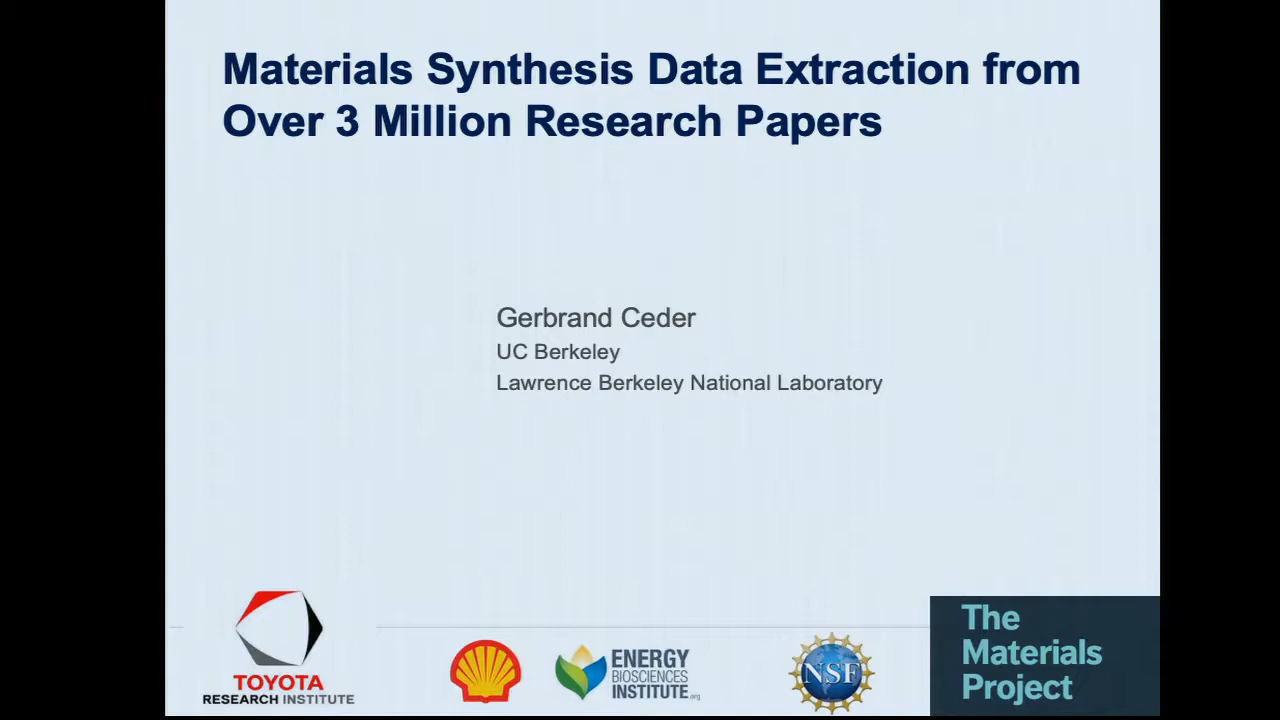 Materials Synthesis Data Extraction from
Over 3 Million Research Papers
Gerbrand Ceder
UC Berkeley
Lawrence Berkeley National Laboratory
TOYOTA
RESEARCH INSTITUTE
ENERGY
BIOSCIENCES
INSTITUTE.org
NSF
The
Materials
Project